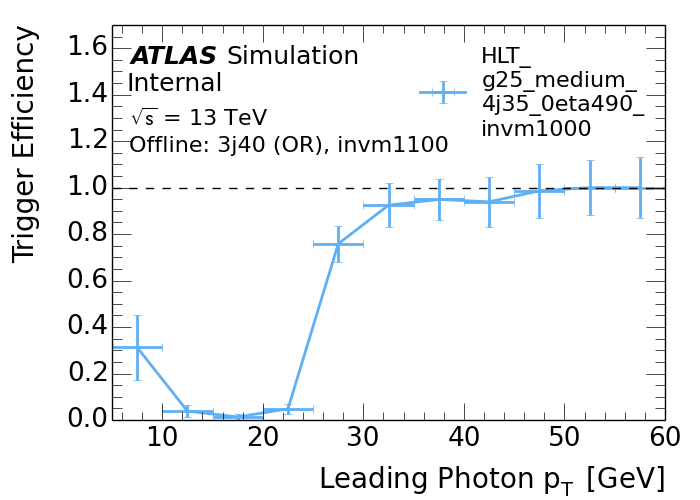 ATLAS Simulation
Internal
√s = 13 TeV
Offline: 3j40 (OR), invm1100
HLT_
g25_medium_
4j35_0eta490_
invm1000
Trigger Efficiency
1.6
1.4
1.2
1.0
0.8
0.6
0.4
0.2
0.0
10 20 30 40 50 60
Leading Photon pT [GeV]